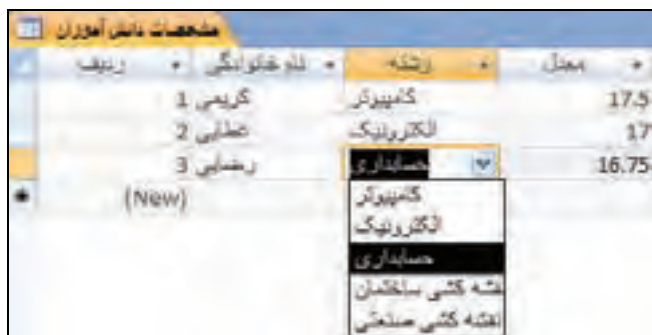 مشخصات دانش آموزان
ردیف نام خانوادگی رشته معدل
1 کریمی کامپیوتر 17.5
2 عطایی الکترونیک 17
3 رضایی حسابداری 16.75
(New) کامپیوتر
الکترونیک
حسابداری
نقشه کشی ساختمان
نقشه کشی صنعتی